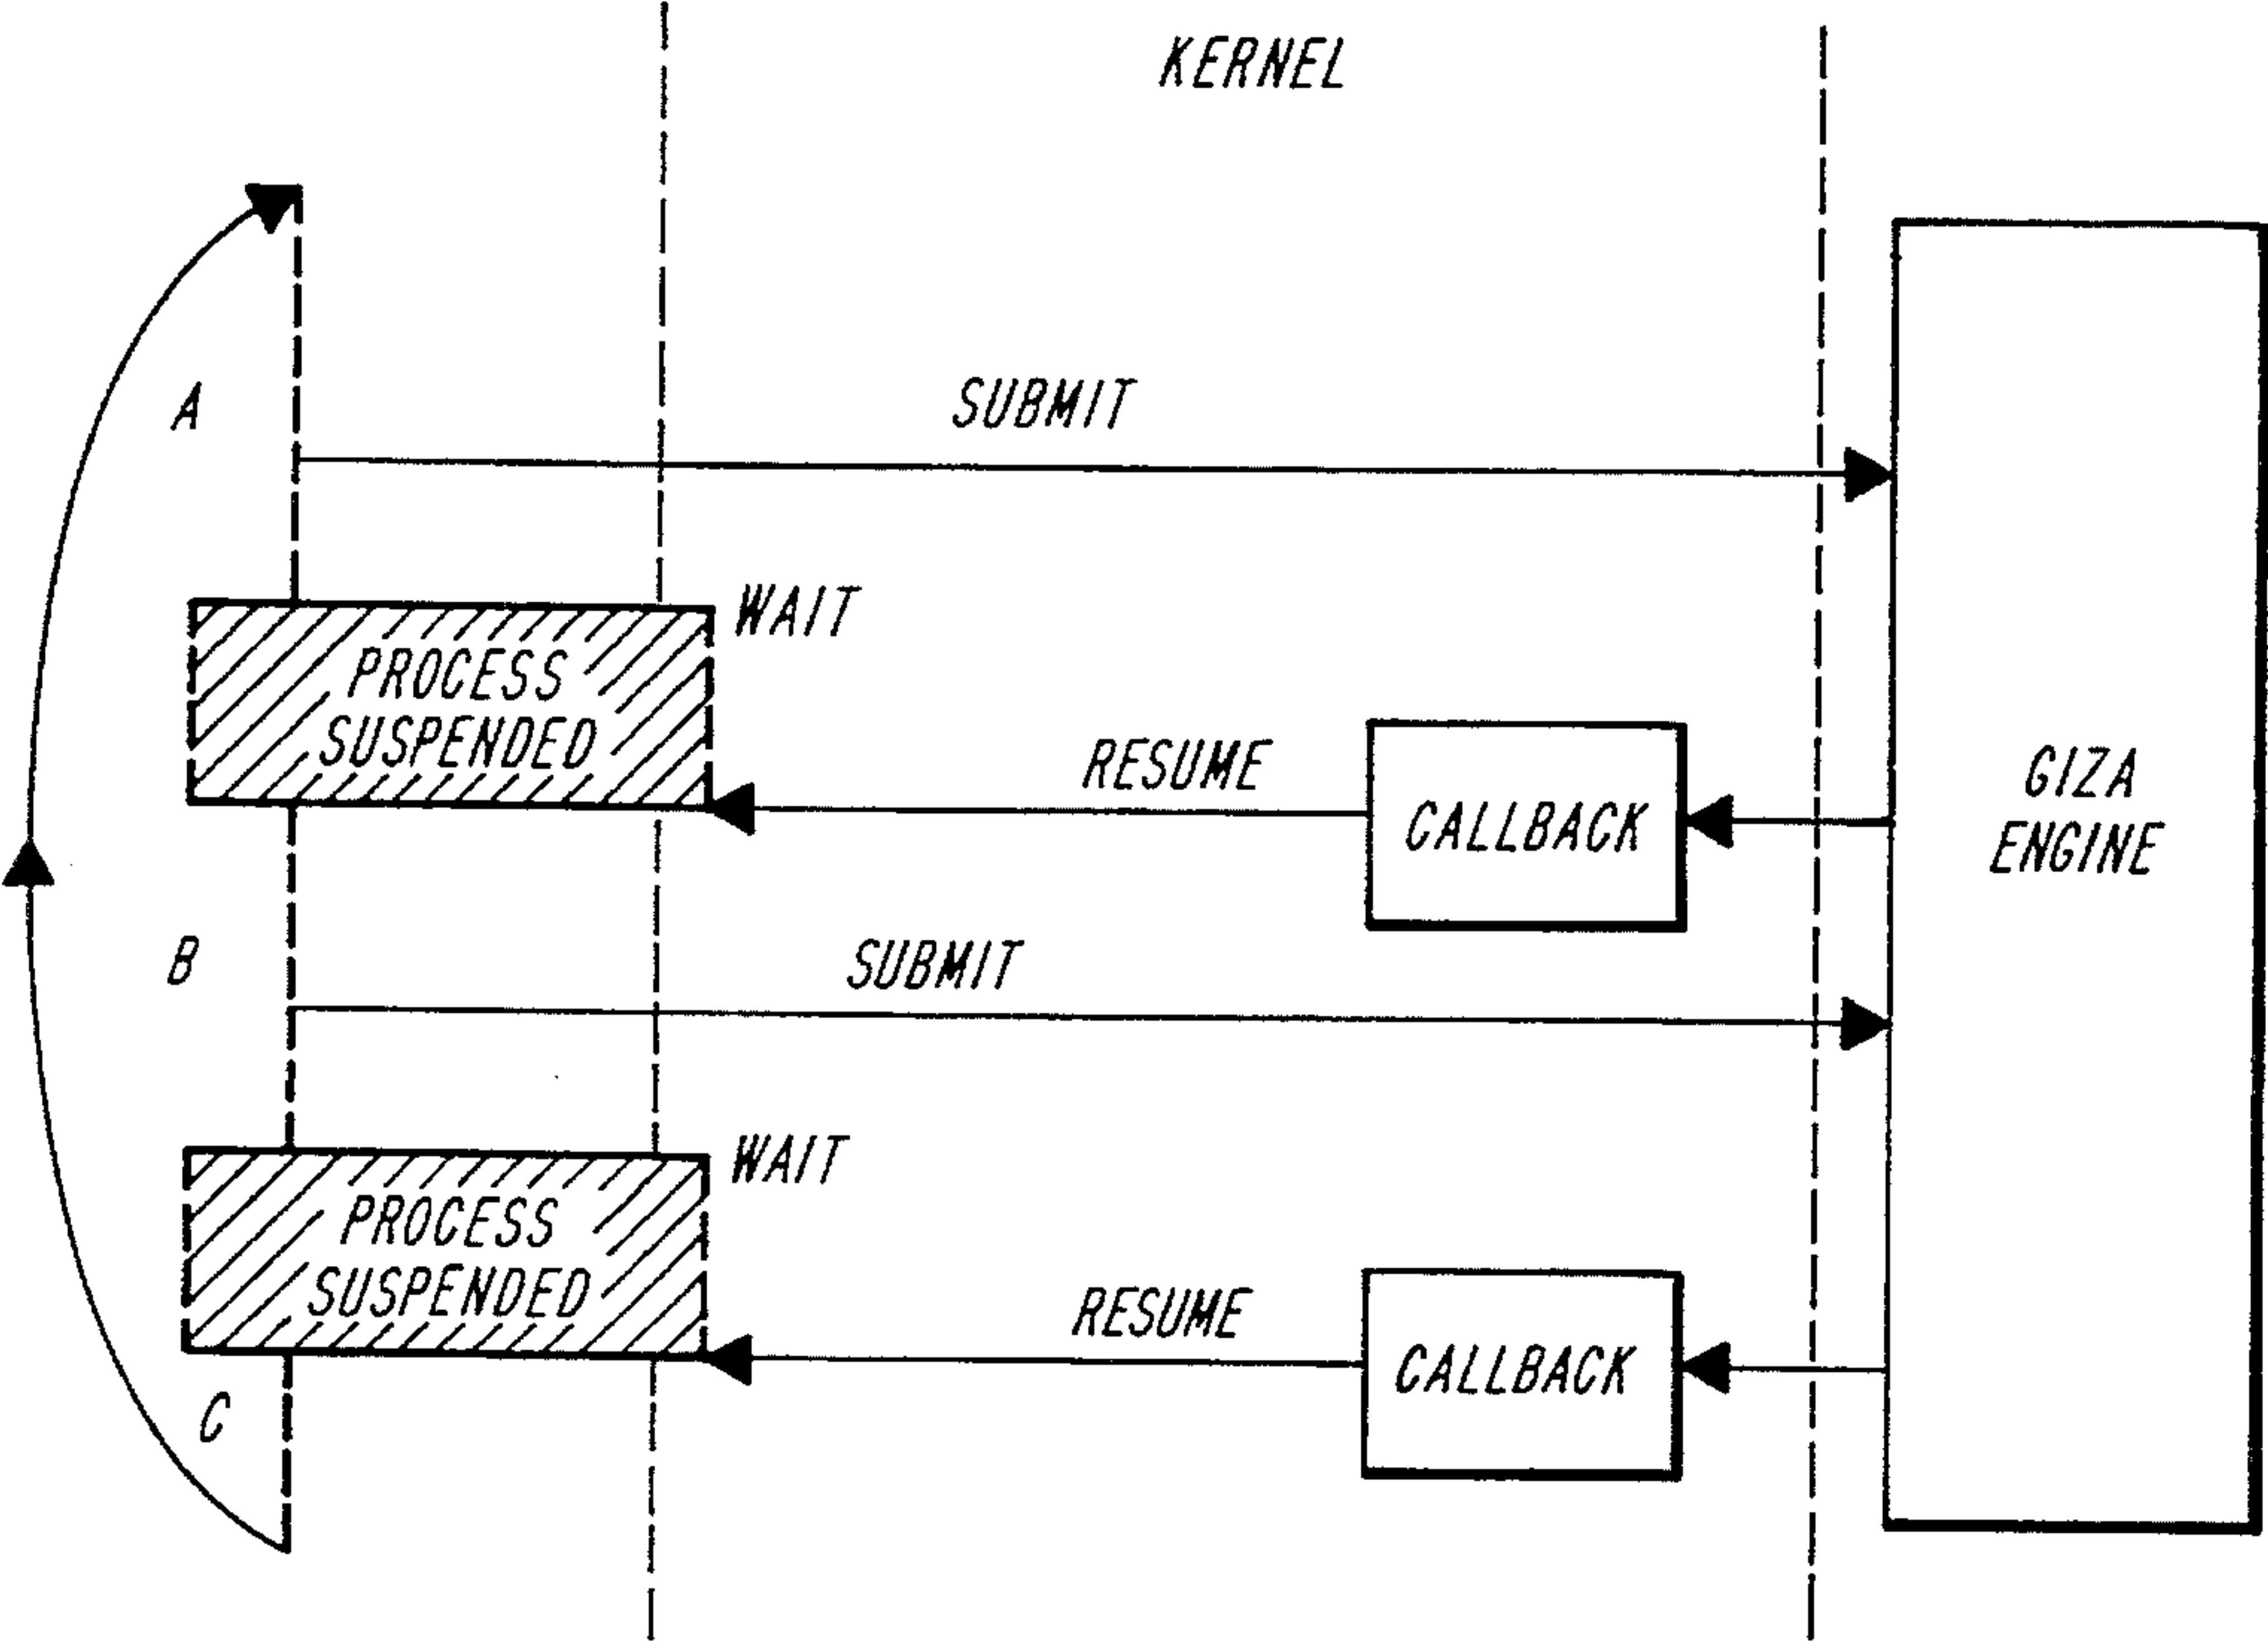 KERNEL
A
SUBMIT
WAIT
PROCESS
SUSPENDED
RESUME
CALLBACK
GIZA
ENGINE
B
SUBMIT
WAIT
PROCESS
SUSPENDED
RESUME
CALLBACK
C